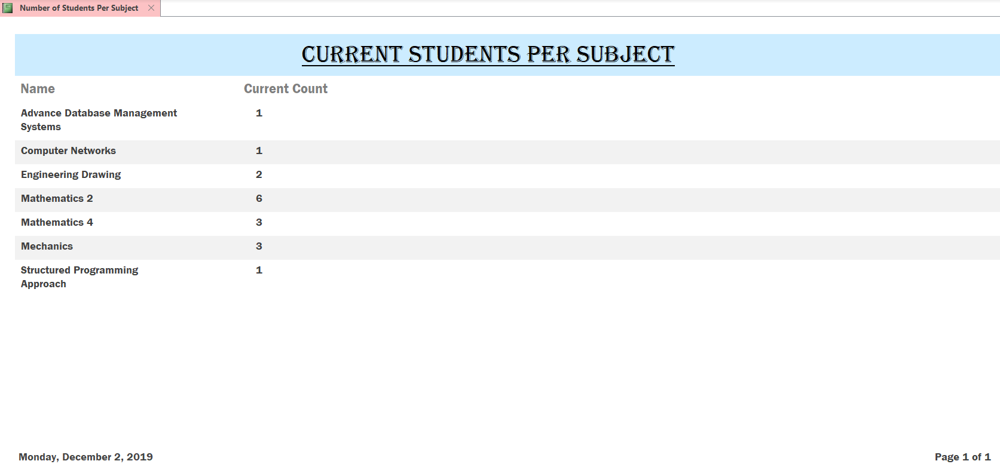 Number of Students Per Subject
CURRENT STUDENTS PER SUBJECT
Name Current Count
Advance Database Management 1
Systems
Computer Networks 1
Engineering Drawing 2
Mathematics 2 6
Mathematics 4 3
Mechanics 3
Structured Programming 1
Approach
Monday, December 2, 2019 Page 1 of 1